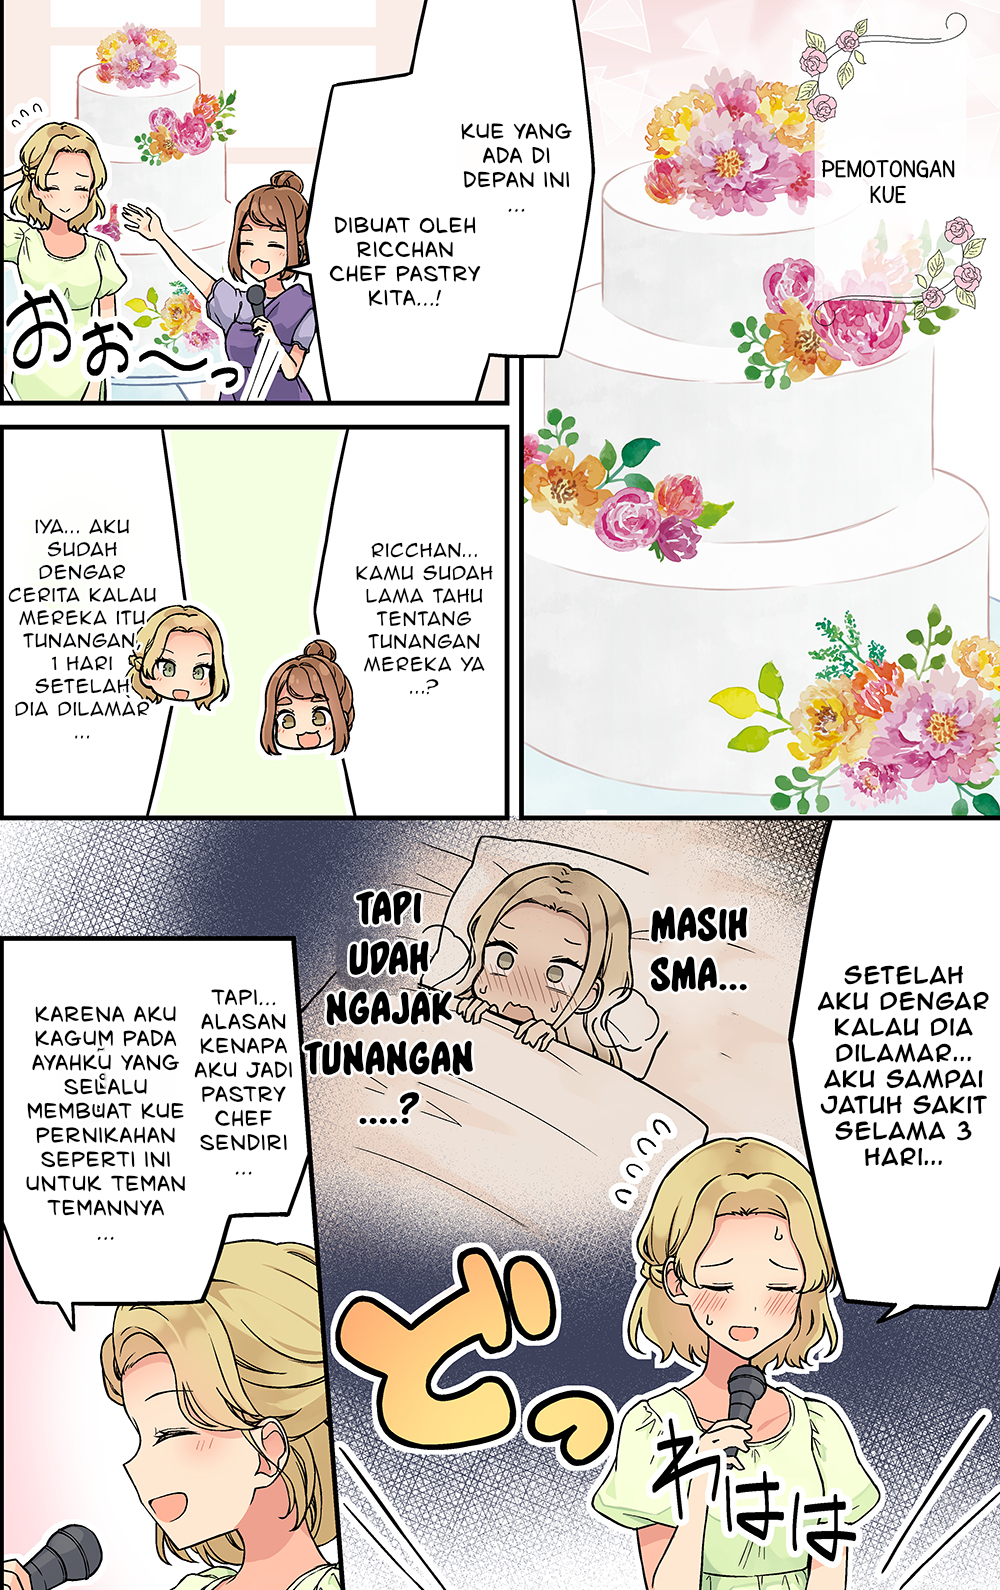 PEMOTONGAN
KUE
KUE YANG
ADA DI
DEPAN INI
...
DIBUAT OLEH
RICCHAN
CHEF PASTRY
KITA...!
おお〜っ
RICCHAN...
KAMU SUDAH
LAMA TAHU
TENTANG
TUNANGAN
MEREKA YA
...?
IYA... AKU
SUDAH
DENGAR
CERITA KALAU
MEREKA ITU
TUNANGAN,
1 HARI
SETELAH
DIA DILAMAR
...
SETELAH
AKU DENGAR
KALAU DIA
DILAMAR...
AKU SAMPAI
JATUH SAKIT
SELAMA 3
HARI...
MASIH
SMA...
TAPI
UDAH
NGAJAK
TUNANGAN
....?
どっ
わはは
TAPI...
ALASAN
KENAPA
AKU JADI
PASTRY
CHEF
SENDIRI
...
KARENA AKU
KAGUM PADA
AYAHKU YANG
SELALU
MEMBUAT KUE
PERNIKAHAN
SEPERTI INI
UNTUK TEMAN
TEMANNYA
...